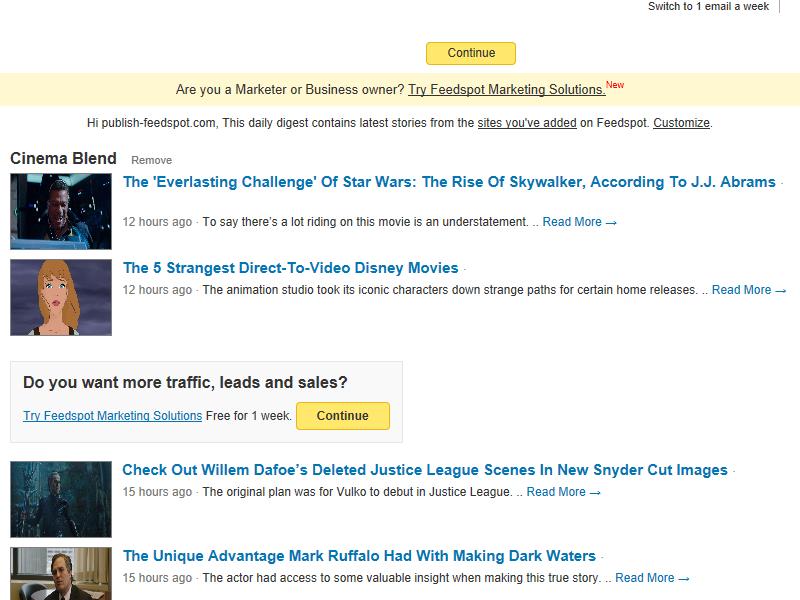 Switch to 1 email a week
Continue
Are you a Marketer or Business owner? Try Feedspot Marketing Solutions.New
Hi publish-feedspot.com, This daily digest contains latest stories from the sites you've added on Feedspot. Customize.
Cinema Blend Remove
The 'Everlasting Challenge' Of Star Wars: The Rise Of Skywalker, According To J.J. Abrams ·
12 hours ago · To say there’s a lot riding on this movie is an understatement. .. Read More →
The 5 Strangest Direct-To-Video Disney Movies ·
12 hours ago · The animation studio took its iconic characters down strange paths for certain home releases. .. Read More →
Do you want more traffic, leads and sales?
Try Feedspot Marketing Solutions Free for 1 week. Continue
Check Out Willem Dafoe’s Deleted Justice League Scenes In New Snyder Cut Images ·
15 hours ago · The original plan was for Vulko to debut in Justice League. .. Read More →
The Unique Advantage Mark Ruffalo Had With Making Dark Waters ·
15 hours ago · The actor had access to some valuable insight when making this true story. .. Read More →